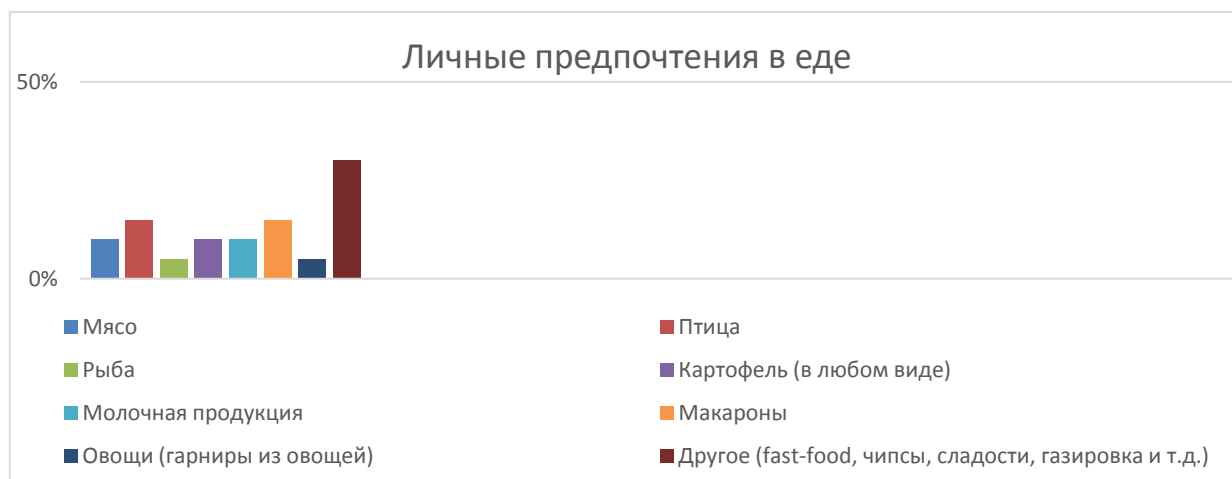 Личные предпочтения в еде
50%
0%
Мясо
Птица
Рыба
Картофель (в любом виде)
Молочная продукция
Макароны
Овощи (гарниры из овощей)
Другое (fast-food, чипсы, сладости, газировка и т.д.)